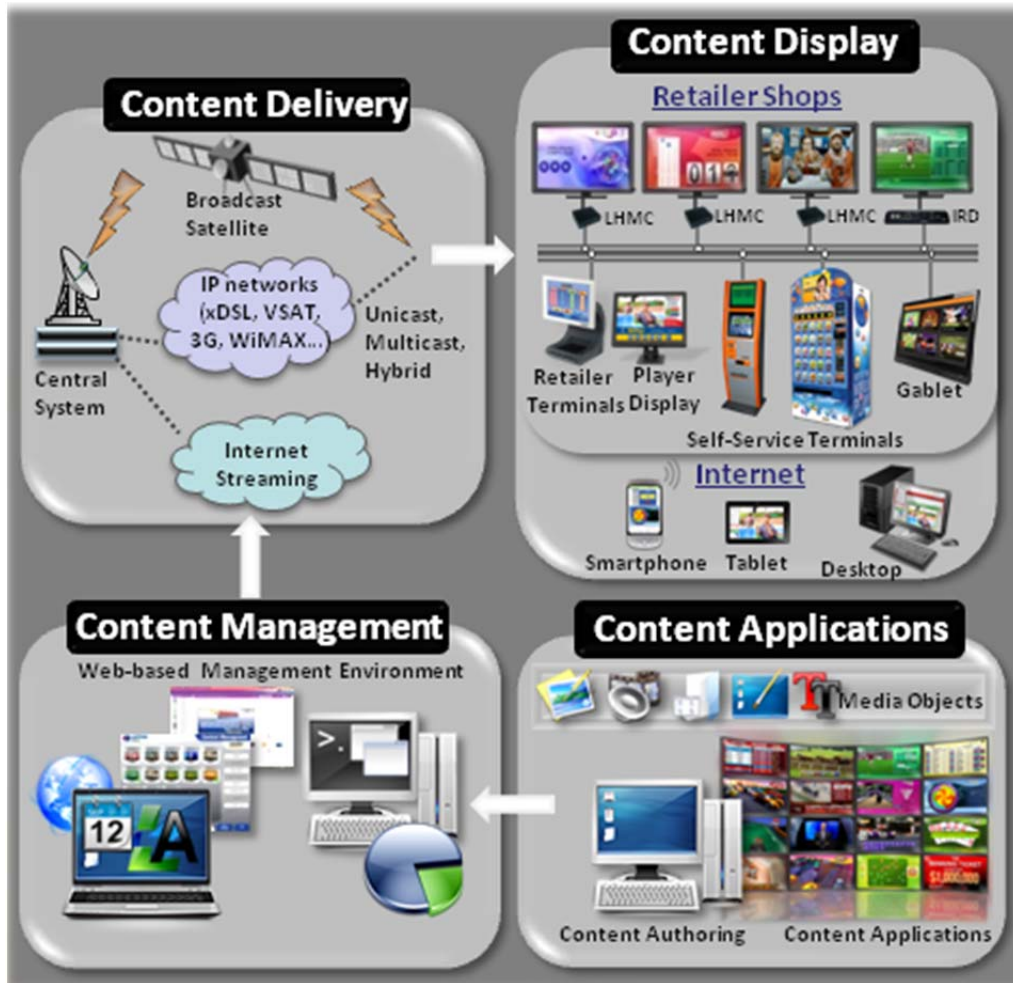 Content Delivery
Broadcast
Satellite
IP networks
(xDSL, VSAT,
3G, WiMAX...
Unicast,
Multicast,
Hybrid
Central
System
Internet
Streaming
Content Display
Retailer Shops
LHMC
LHMC
LHMC
IRD
Retailer
Terminals
Player
Display
Self-Service Terminals
Gablet
Internet
Smartphone
Tablet
Desktop
Content Management
Web-based Management Environment
>.
12
A
Content Applications
TT
Media Objects
Content Authoring
Content Applications